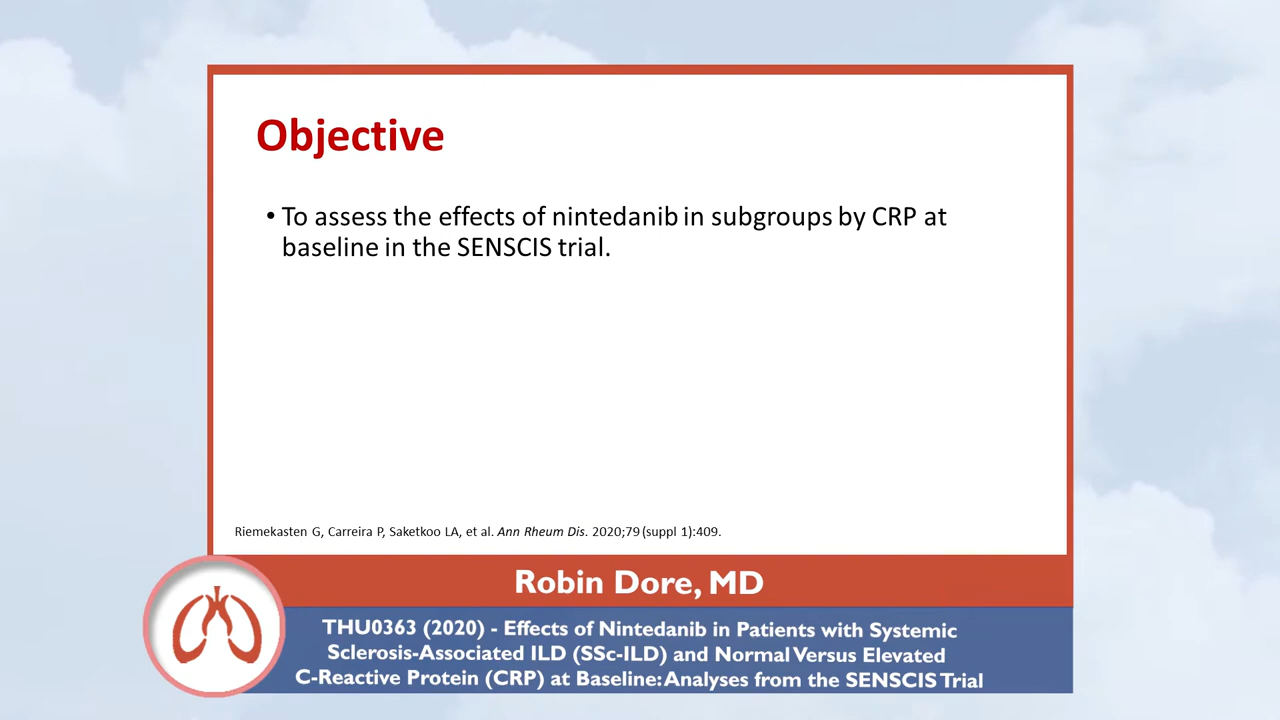 Objective
• To assess the effects of nintedanib in subgroups by CRP at
baseline in the SENSCIS trial.
Riemekasten G, Carreira P, Saketkoo LA, et al. Ann Rheum Dis. 2020;79 (suppl 1):409.
Robin Dore, MD
THU0363 (2020) - Effects of Nintedanib in Patients with Systemic
Sclerosis-Associated ILD (SSc-ILD) and Normal Versus Elevated
C-Reactive Protein (CRP) at Baseline: Analyses from the SENSCIS Trial